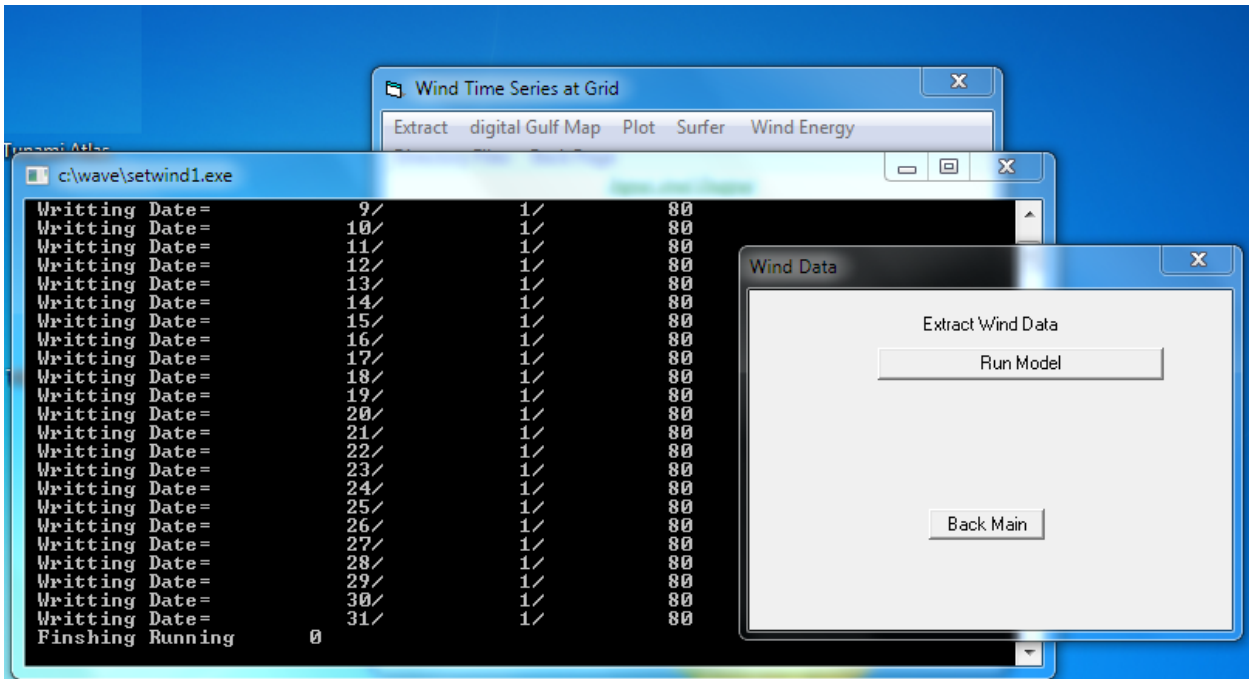 Wind Time Series at Grid
Extract digital Gulf Map Plot Surfer Wind Energy
c:\wave\setwind1.exe
Writting Date= 9/ 1/ 80
Writting Date= 10/ 1/ 80
Writting Date= 11/ 1/ 80
Writting Date= 12/ 1/ 80
Writting Date= 13/ 1/ 80
Writting Date= 14/ 1/ 80
Writting Date= 15/ 1/ 80
Writting Date= 16/ 1/ 80
Writting Date= 17/ 1/ 80
Writting Date= 18/ 1/ 80
Writting Date= 19/ 1/ 80
Writting Date= 20/ 1/ 80
Writting Date= 21/ 1/ 80
Writting Date= 22/ 1/ 80
Writting Date= 23/ 1/ 80
Writting Date= 24/ 1/ 80
Writting Date= 25/ 1/ 80
Writting Date= 26/ 1/ 80
Writting Date= 27/ 1/ 80
Writting Date= 28/ 1/ 80
Writting Date= 29/ 1/ 80
Writting Date= 30/ 1/ 80
Writting Date= 31/ 1/ 80
Finshing Running 0
Wind Data
Extract Wind Data
Run Model
Back Main